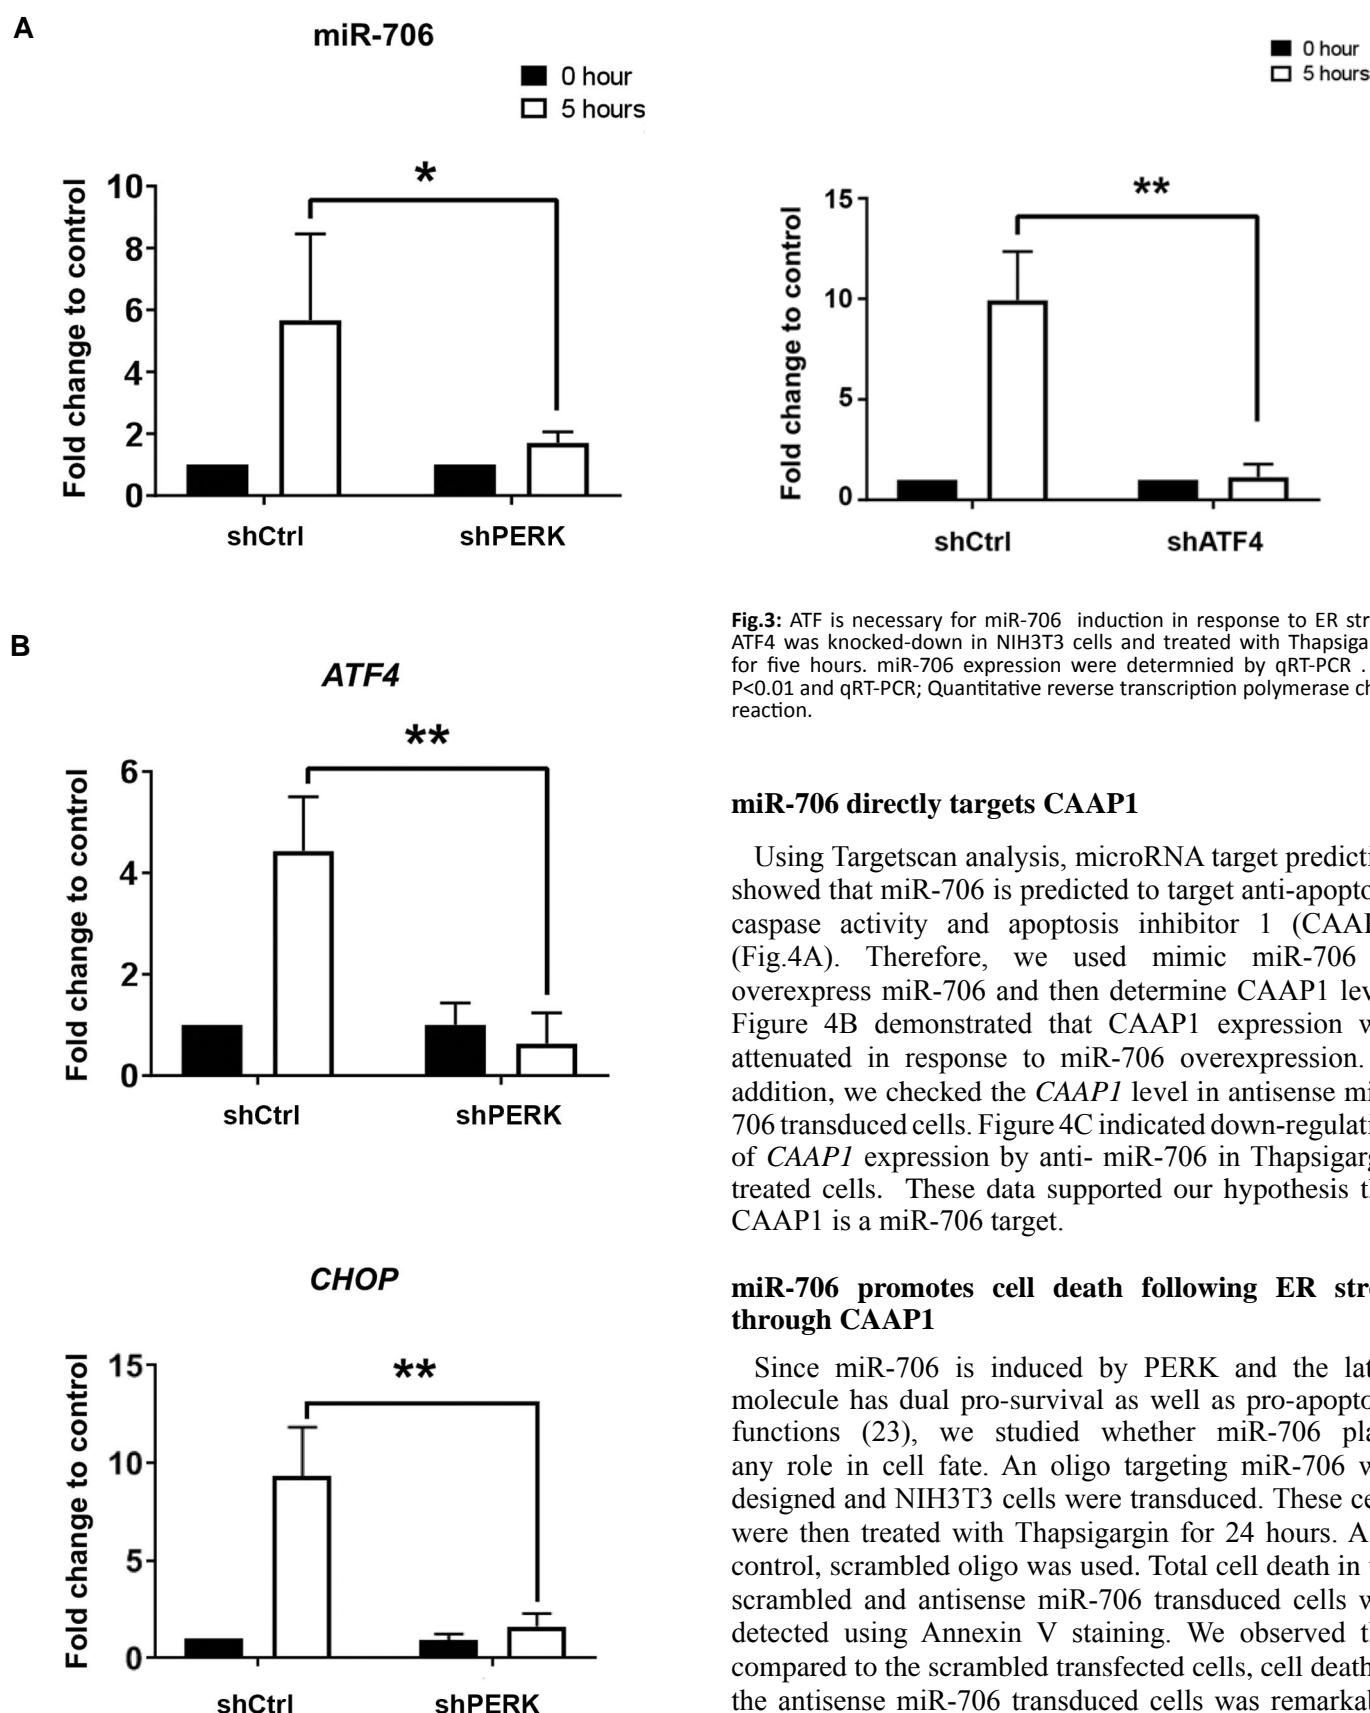 A
miR-706
0 hour
5 hours
*
10
8
6
4
2
0
Fold change to control
shCtrl
shPERK
B
ATF4
**
6
4
2
0
Fold change to control
shCtrl
shPERK
CHOP
**
15
10
5
0
Fold change to control
shCtrl
shPERK
0 hour
5 hours
**
15
10
5
0
Fold change to control
shCtrl
shATF4
Fig.3: ATF is necessary for miR-706 induction in response to ER str
ATF4 was knocked-down in NIH3T3 cells and treated with Thapsiga
for five hours. miR-706 expression were determnied by qRT-PCR .
P<0.01 and qRT-PCR; Quantitative reverse transcription polymerase ch
reaction.
miR-706 directly targets CAAP1
Using Targetscan analysis, microRNA target predicti
showed that miR-706 is predicted to target anti-apopto
caspase activity and apoptosis inhibitor 1 (CAAP
(Fig.4A). Therefore, we used mimic miR-706
overexpress miR-706 and then determine CAAP1 lev
Figure 4B demonstrated that CAAP1 expression w
attenuated in response to miR-706 overexpression.
addition, we checked the CAAP1 level in antisense mi
706 transduced cells. Figure 4C indicated down-regulati
of CAAP1 expression by anti- miR-706 in Thapsigarg
treated cells. These data supported our hypothesis th
CAAP1 is a miR-706 target.
miR-706 promotes cell death following ER stre
through CAAP1
Since miR-706 is induced by PERK and the lat
molecule has dual pro-survival as well as pro-apopto
functions (23), we studied whether miR-706 pla
any role in cell fate. An oligo targeting miR-706 w
designed and NIH3T3 cells were transduced. These ce
were then treated with Thapsigargin for 24 hours. A
control, scrambled oligo was used. Total cell death in t
scrambled and antisense miR-706 transduced cells w
detected using Annexin V staining. We observed th
compared to the scrambled transfected cells, cell death
the antisense miR-706 transduced cells was remarkab